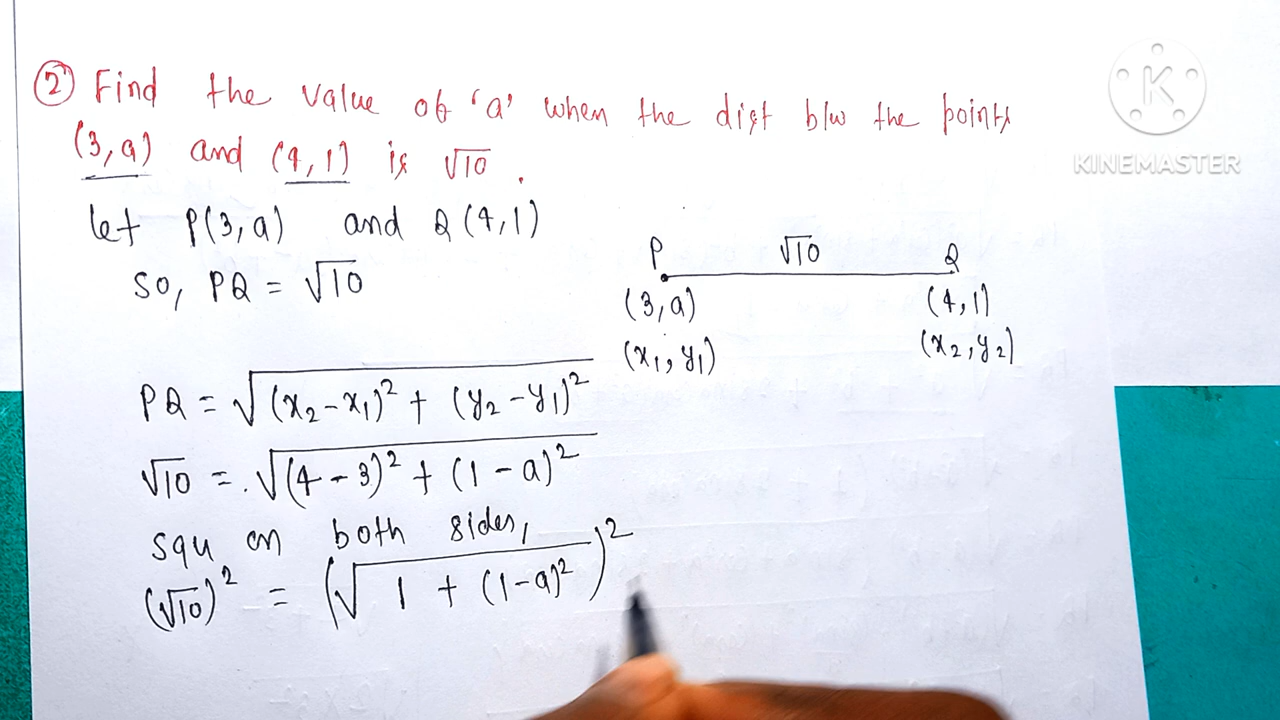 ② Find the value of 'a' when the dist b/w the points
(3,a) and (4,1) is √10.
let P(3,a) and Q(4,1)
so, PQ = √10
P √10 Q
(3,a) (4,1)
(x₁,y₁) (x₂,y₂)
PQ = √((x₂-x₁)² + (y₂-y₁)²)
√10 = √((4-3)² + (1-a)²)
squ on both sides,
(√10)² = (√(1 + (1-a)²))²
K
KINEMASTER